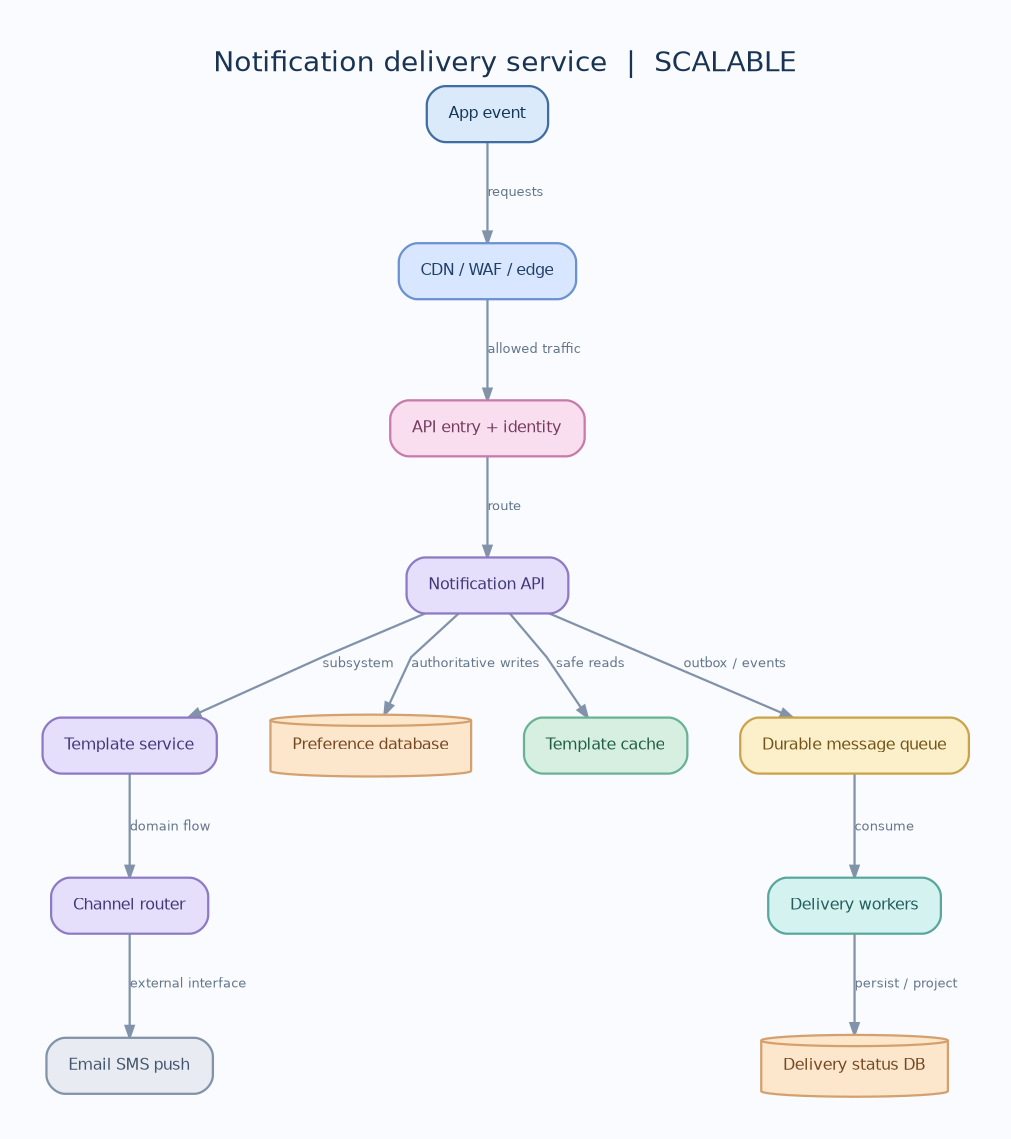 Notification delivery service | SCALABLE
App event
requests
CDN / WAF / edge
allowed traffic
API entry + identity
route
Notification API
subsystem
authoritative writes
safe reads
outbox / events
Template service
Preference database
Template cache
Durable message queue
domain flow
consume
Channel router
Delivery workers
external interface
persist / project
Email SMS push
Delivery status DB